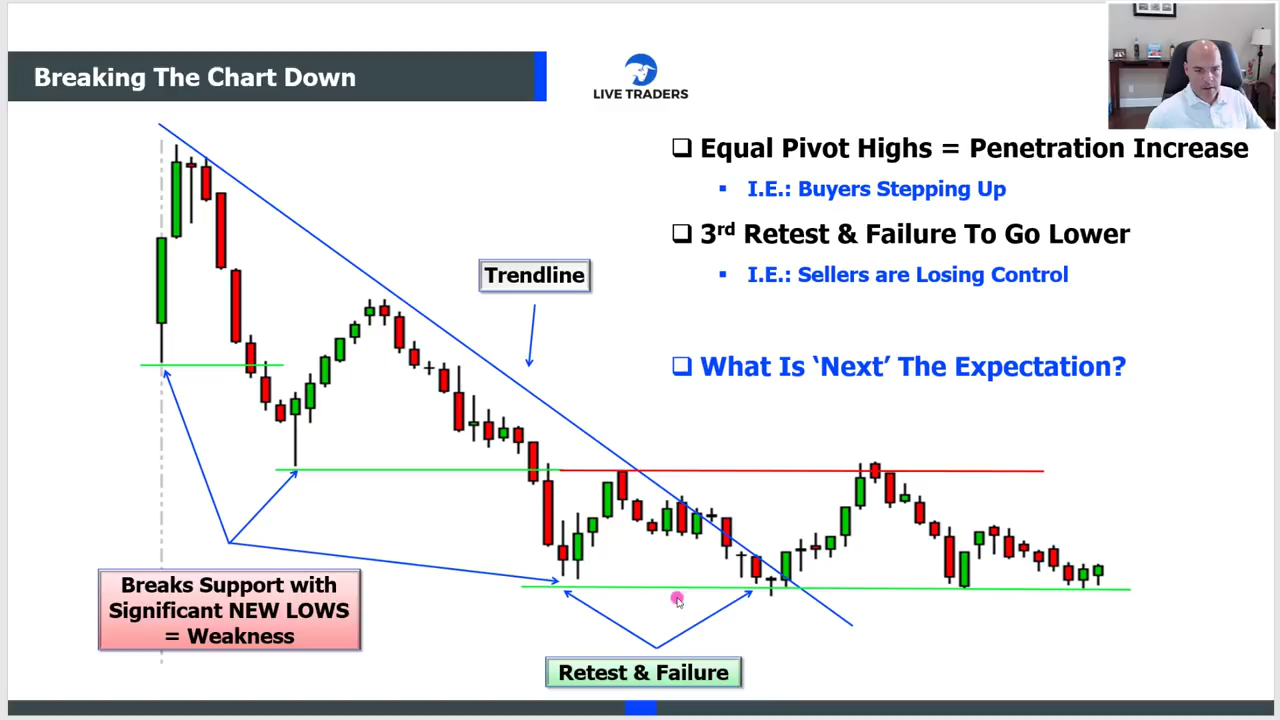 Breaking The Chart Down
LIVE TRADERS
Equal Pivot Highs = Penetration Increase
I.E.: Buyers Stepping Up
3rd Retest & Failure To Go Lower
I.E.: Sellers are Losing Control
What Is ‘Next’ The Expectation?
Trendline
Breaks Support with
Significant NEW LOWS
= Weakness
Retest & Failure